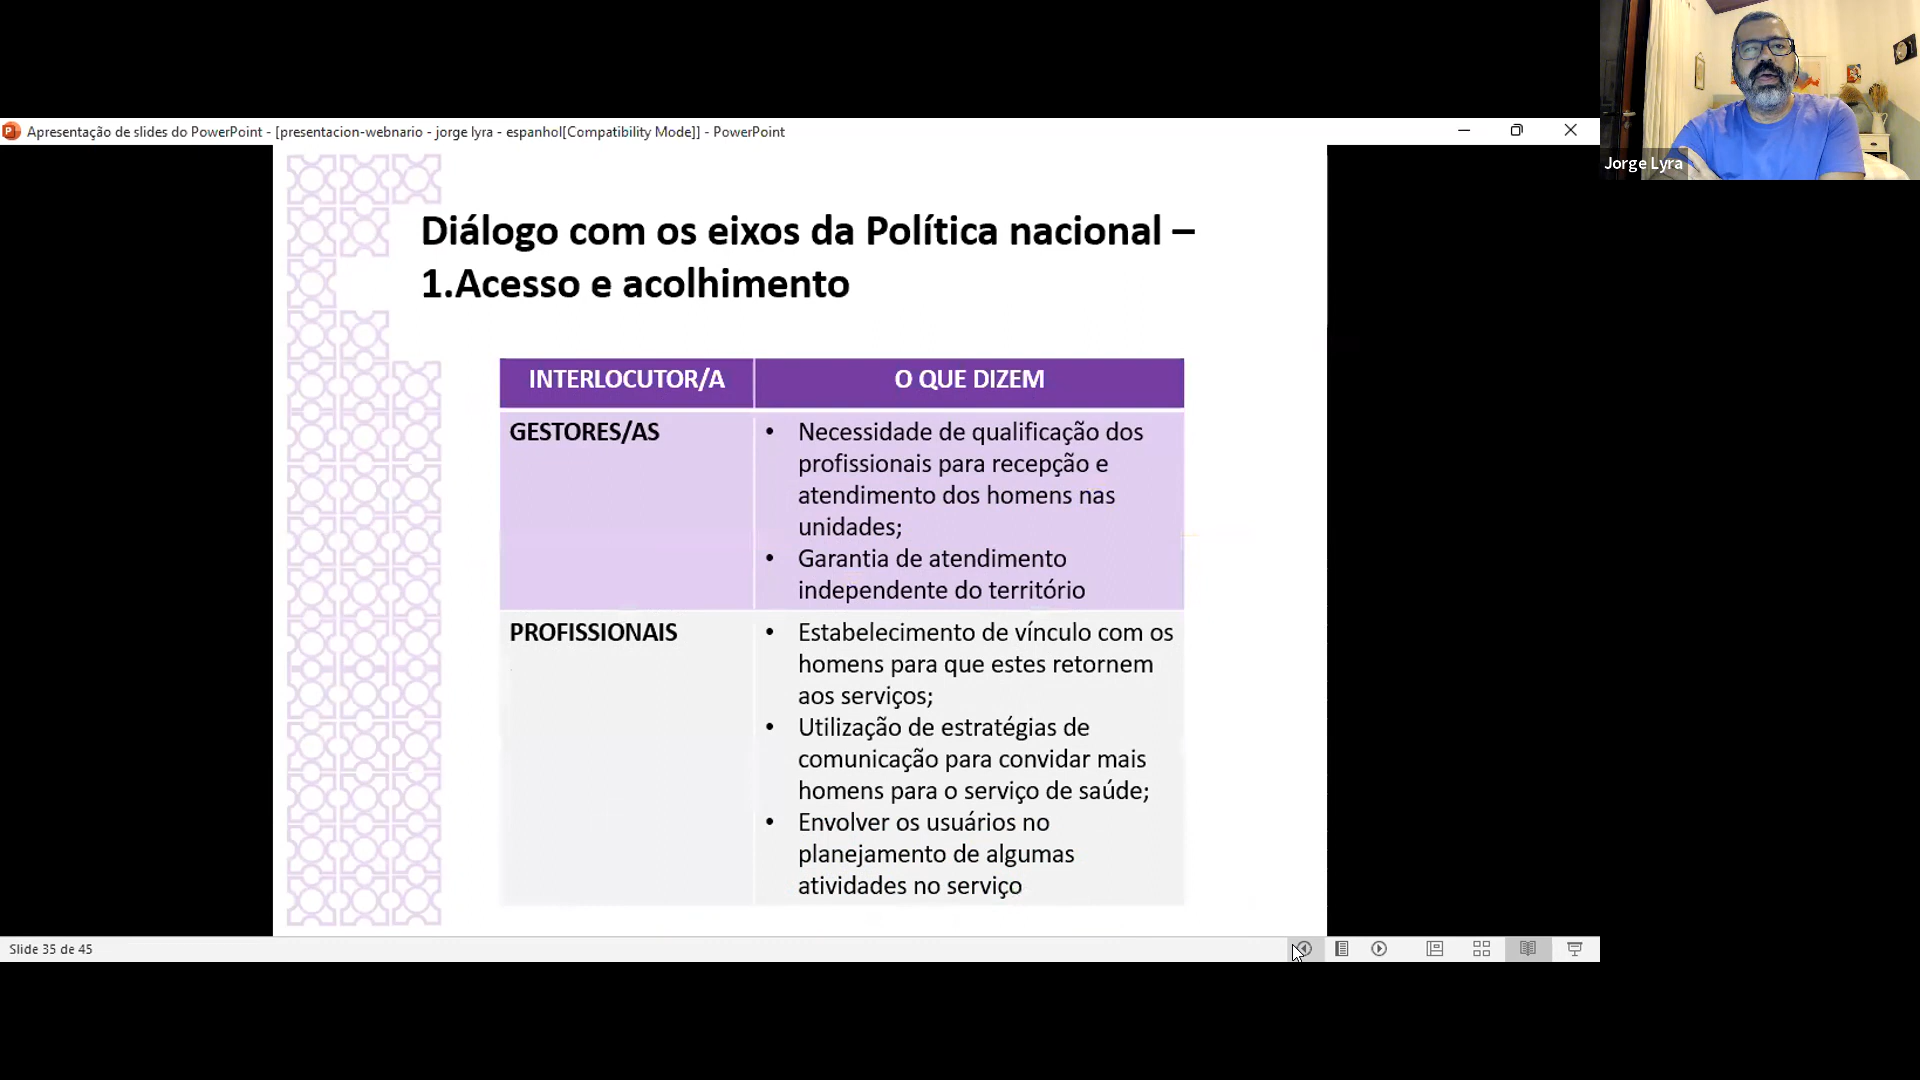 Jorge Lyra
Apresentação de slides do PowerPoint - [presentacion-webnario - jorge lyra - espanhol[Compatibility Mode]] - PowerPoint
Diálogo com os eixos da Política nacional –
1.Acesso e acolhimento
INTERLOCUTOR/A
O QUE DIZEM
GESTORES/AS
• Necessidade de qualificação dos
profissionais para recepção e
atendimento dos homens nas
unidades;
• Garantia de atendimento
independente do território
PROFISSIONAIS
• Estabelecimento de vínculo com os
homens para que estes retornem
aos serviços;
• Utilização de estratégias de
comunicação para convidar mais
homens para o serviço de saúde;
• Envolver os usuários no
planejamento de algumas
atividades no serviço
Slide 35 de 45